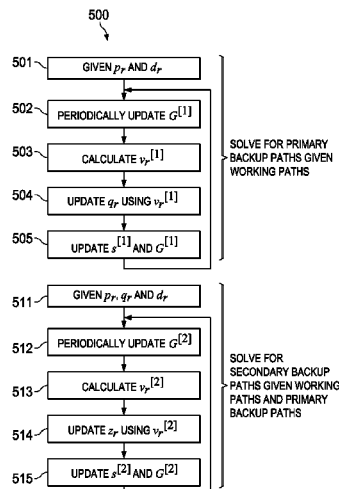 500
501
GIVEN p_r AND d_r
502
PERIODICALLY UPDATE G^[1]
503
CALCULATE v_r^[1]
504
UPDATE q_r USING v_r^[1]
505
UPDATE s^[1] AND G^[1]
SOLVE FOR PRIMARY
BACKUP PATHS GIVEN
WORKING PATHS
511
GIVEN p_r, q_r AND d_r
512
PERIODICALLY UPDATE G^[2]
513
CALCULATE v_r^[2]
514
UPDATE z_r USING v_r^[2]
515
UPDATE s^[2] AND G^[2]
SOLVE FOR
SECONDARY BACKUP
PATHS GIVEN WORKING
PATHS AND PRIMARY
BACKUP PATHS